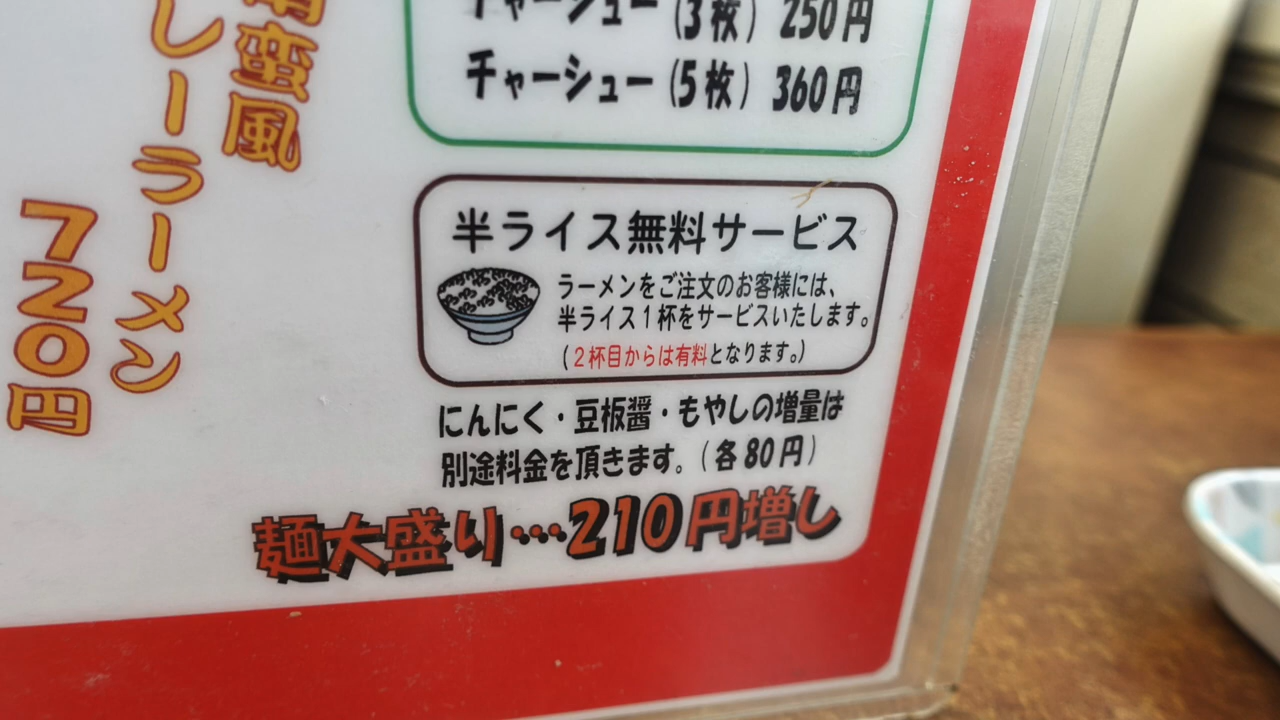 チャーシュー（3枚）250円
チャーシュー（5枚）360円
半ライス無料サービス
ラーメンをご注文のお客様には、
半ライス１杯をサービスいたします。
（２杯目からは有料となります。）
にんにく・豆板醤・もやしの増量は
別途料金を頂きます。（各80円）
麺大盛り…210円増し
南蛮風
レーラーメン
720円